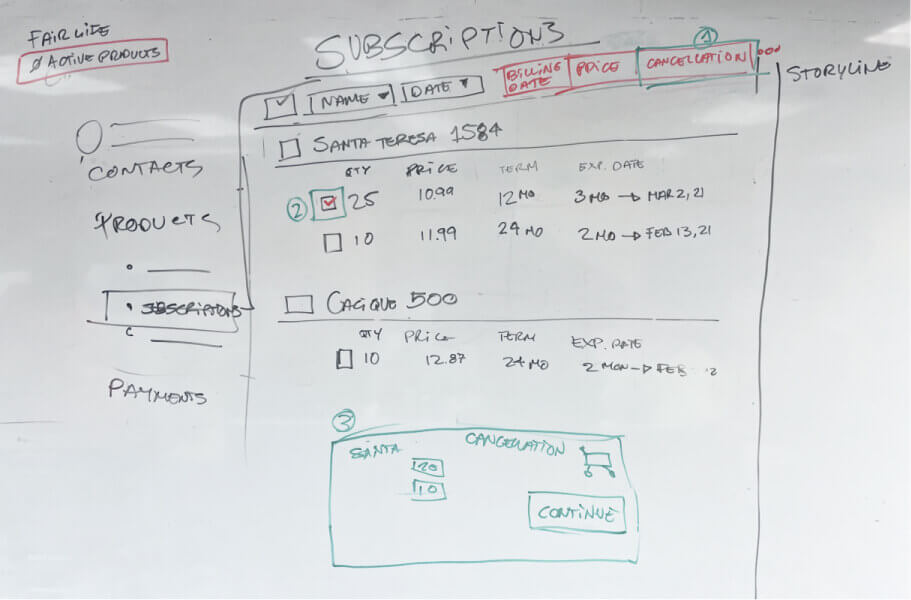 SUBSCRIPTIONS
ACTIVE PRODUCTS
1
BILLING DATE
PRICE
CANCELLATION
STORYLINE
NAME
DATE
SANTA TERESA 1584
CONTACTS
QTY PRICE TERM EXP. DATE
2 25 10.99 12 MO 3 MO → MAR 2, 21
PRODUCTS
10 11.99 24 MO 2 MO → FEB 13, 21
SUBSCRIPTIONS
CACIQUE 500
QTY PRICE TERM EXP. DATE
10 12.87 24 MO 2 MON → FEB 12
PAYMENTS
3
SANTA CANCELLATION
20
10
CONTINUE